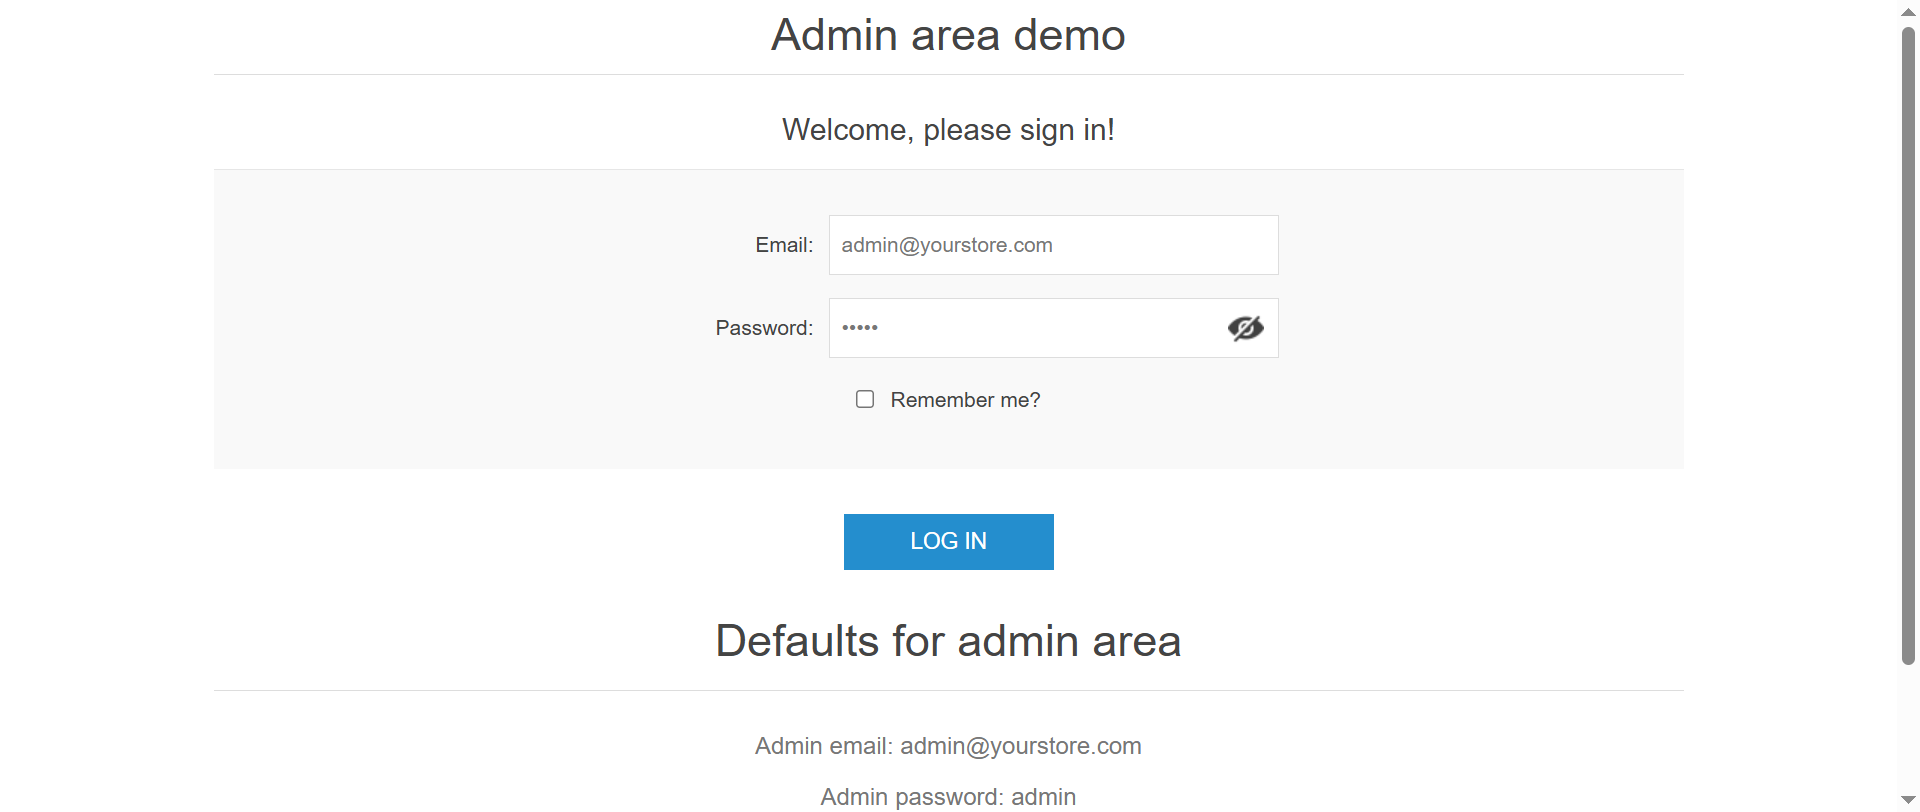 Admin area demo
Welcome, please sign in!
Email: admin@yourstore.com
Password: •••••
Remember me?
LOG IN
Defaults for admin area
Admin email: admin@yourstore.com
Admin password: admin